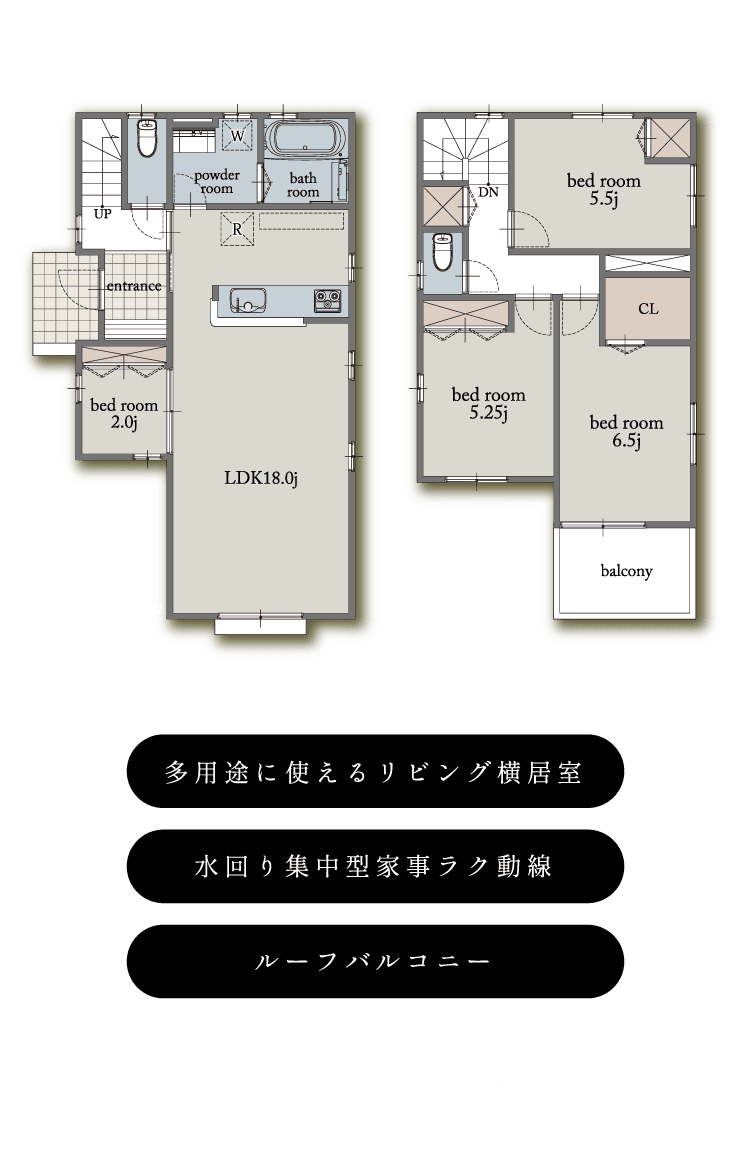 W
powder
room
bath
room
UP
R
entrance
bed room
2.0j
LDK18.0j
DN
bed room
5.5j
CL
bed room
5.25j
bed room
6.5j
balcony
多用途に使えるリビング横居室
水回り集中型家事ラク動線
ルーフバルコニー